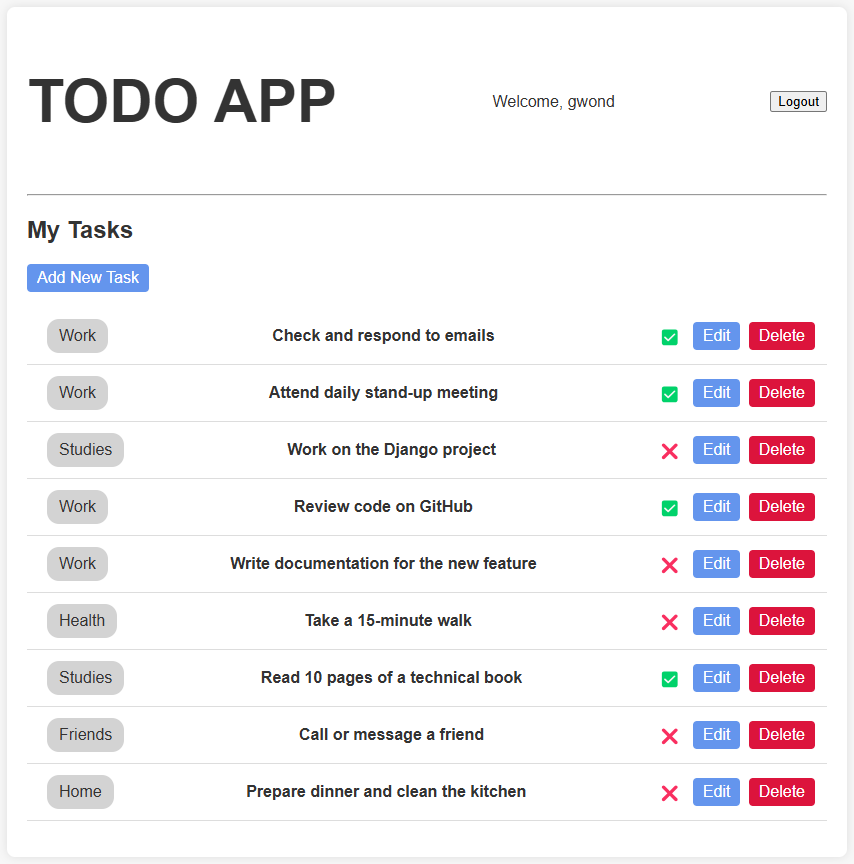 TODO APP
Welcome, gwond
Logout
My Tasks
Add New Task
Work Check and respond to emails Edit Delete
Work Attend daily stand-up meeting Edit Delete
Studies Work on the Django project Edit Delete
Work Review code on GitHub Edit Delete
Work Write documentation for the new feature Edit Delete
Health Take a 15-minute walk Edit Delete
Studies Read 10 pages of a technical book Edit Delete
Friends Call or message a friend Edit Delete
Home Prepare dinner and clean the kitchen Edit Delete